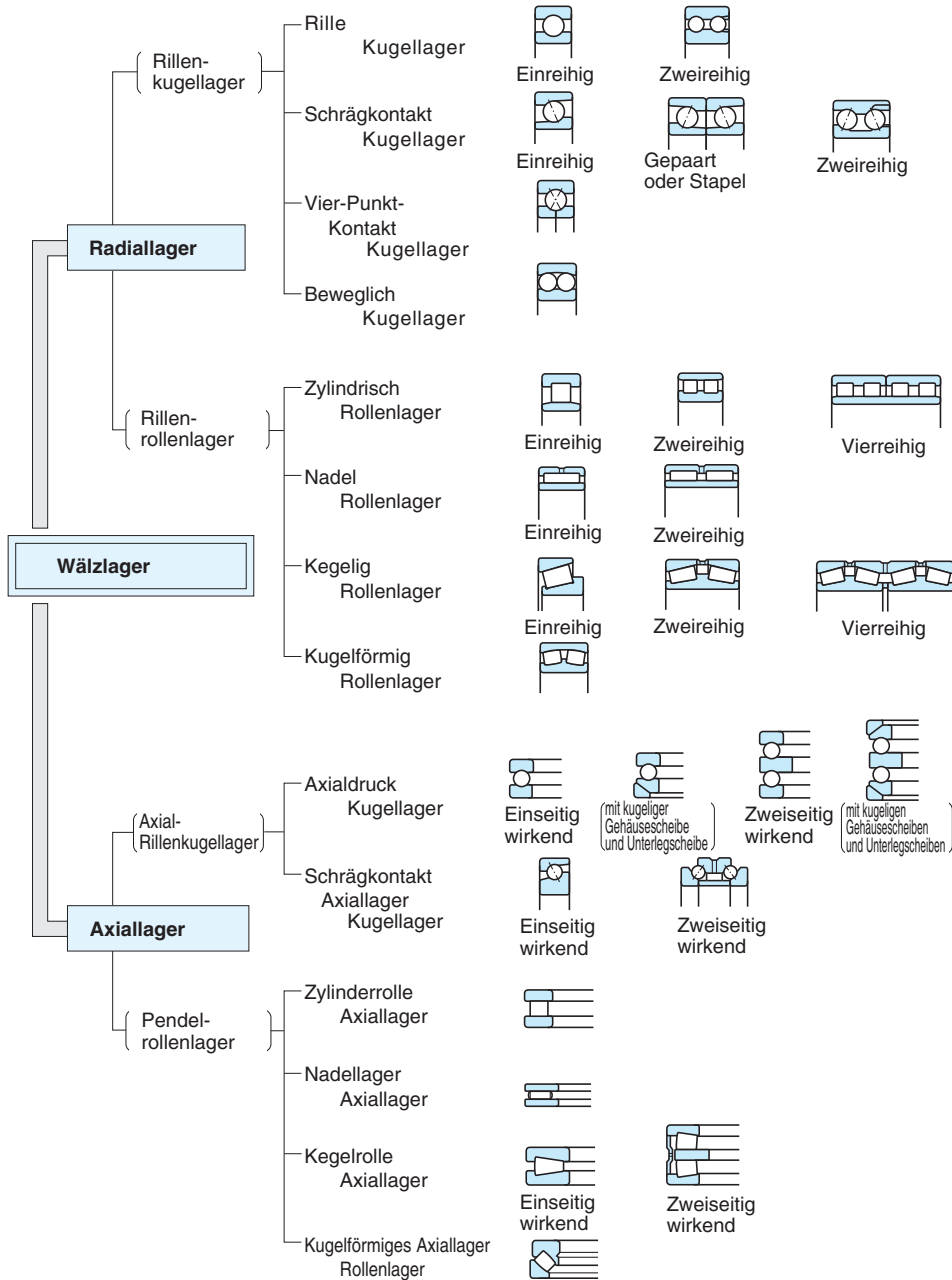 Rille
Kugellager
Rillen-
kugellager
Einreihig
Zweireihig
Schrägkontakt
Kugellager
Einreihig
Gepaart
oder Stapel
Zweireihig
Vier-Punkt-
Kontakt
Kugellager
Radiallager
Beweglich
Kugellager
Zylindrisch
Rollenlager
Rillen-
rollenlager
Einreihig
Zweireihig
Vierreihig
Nadel
Rollenlager
Einreihig
Zweireihig
Wälzlager
Kegelig
Rollenlager
Einreihig
Zweireihig
Vierreihig
Kugelförmig
Rollenlager
Axialdruck
Kugellager
Axial-
Rillenkugellager
Einseitig
wirkend
mit kugeliger
Gehäusescheibe
und Unterlegscheibe
Zweiseitig
wirkend
mit kugeligen
Gehäusescheiben
und Unterlegscheiben
Schrägkontakt
Axiallager
Kugellager
Einseitig
wirkend
Zweiseitig
wirkend
Axiallager
Zylinderrolle
Axiallager
Pendel-
rollenlager
Nadellager
Axiallager
Kegelrolle
Axiallager
Einseitig
wirkend
Zweiseitig
wirkend
Kugelförmiges Axiallager
Rollenlager